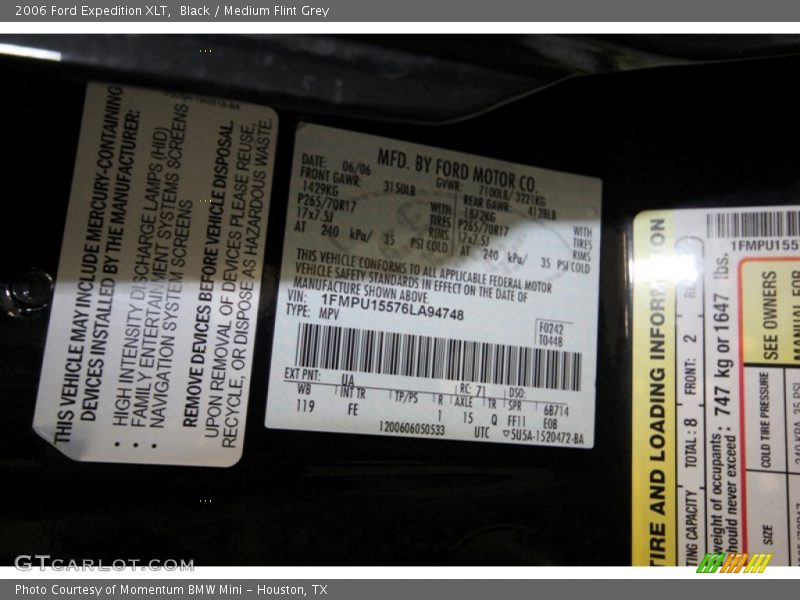 2006 Ford Expedition XLT,  Black / Medium Flint Grey
THIS VEHICLE MAY INCLUDE MERCURY-CONTAINING
DEVICES INSTALLED BY THE MANUFACTURER:
• HIGH INTENSITY DISCHARGE LAMPS (HID)
• FAMILY ENTERTAINMENT SYSTEMS SCREENS
• NAVIGATION SYSTEM SCREENS
REMOVE DEVICES BEFORE VEHICLE DISPOSAL.
UPON REMOVAL OF DEVICES PLEASE REUSE,
RECYCLE, OR DISPOSE AS HAZARDOUS WASTE.
MFD. BY FORD MOTOR CO.
DATE: 06/06 GVWR: 7100LB/ 3221KG
FRONT GAWR: 3150LB REAR GAWR: 4128LB
1429KG WITH 1872KG WITH
P265/70R17 TIRES P265/70R17 TIRES
17x7.5J RIMS 17x7.5J RIMS
AT 240 kPa/ 35 PSI COLD AT 240 kPa/ 35 PSI COLD
THIS VEHICLE CONFORMS TO ALL APPLICABLE FEDERAL MOTOR
VEHICLE SAFETY STANDARDS IN EFFECT ON THE DATE OF
MANUFACTURE SHOWN ABOVE.
VIN: 1FMPU15576LA94748
TYPE: MPV
F0242
T0448
EXT PNT: UA RC: 71 DSO:
WB INT TR TP/PS R AXLE TR SPR 6B714
119 FE 1 15 Q FF11 E0B
1200606050533 UTC 5U5A-1520472-BA
TIRE AND LOADING INFORMATION
1FMPU155
TING CAPACITY TOTAL: 8 FRONT: 2
weight of occupants
hould never exceed : 747 kg or 1647 lbs.
SEE OWNERS
MANUAL FOR
COLD TIRE PRESSURE
SIZE
GTcarlot.com
Photo Courtesy of Momentum BMW Mini - Houston, TX